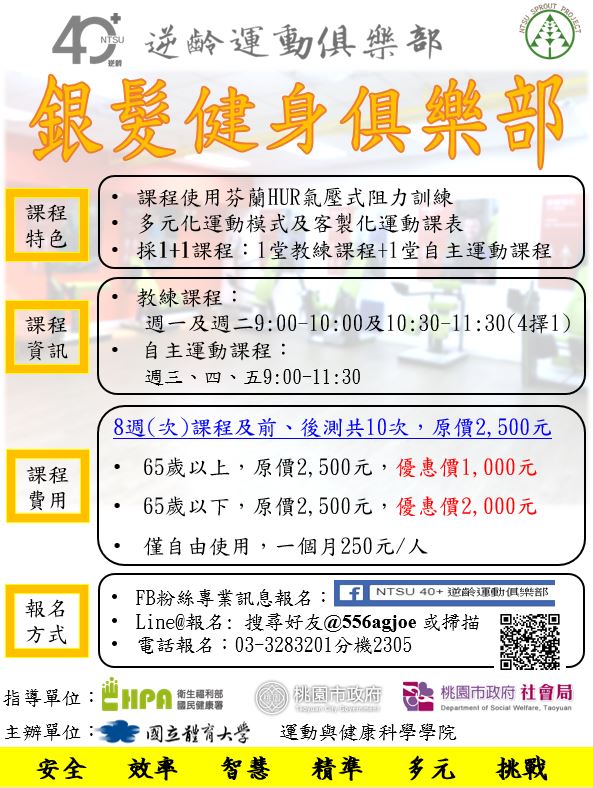 40+ NTSU 逆齡 逆齡運動俱樂部
NTSU SPROUT PROJECT
銀髮健身俱樂部
課程特色
• 課程使用芬蘭HUR氣壓式阻力訓練
• 多元化運動模式及客製化運動課表
• 採1+1課程：1堂教練課程+1堂自主運動課程
課程資訊
• 教練課程：
週一及週二9:00-10:00及10:30-11:30(4擇1)
• 自主運動課程：
週三、四、五9:00-11:30
課程費用
8週(次)課程及前、後測共10次，原價2,500元
• 65歲以上，原價2,500元，優惠價1,000元
• 65歲以下，原價2,500元，優惠價2,000元
• 僅自由使用，一個月250元/人
報名方式
• FB粉絲專業訊息報名：f NTSU 40+ 逆齡運動俱樂部
• Line@報名: 搜尋好友@556agjoe 或掃描
• 電話報名：03-3283201分機2305
指導單位：HPA 衛生福利部國民健康署 桃園市政府 Taoyuan City Government 桃園市政府 社會局 Department of Social Welfare, Taoyuan
主辦單位：國立體育大學 運動與健康科學學院
安全 效率 智慧 精準 多元 挑戰